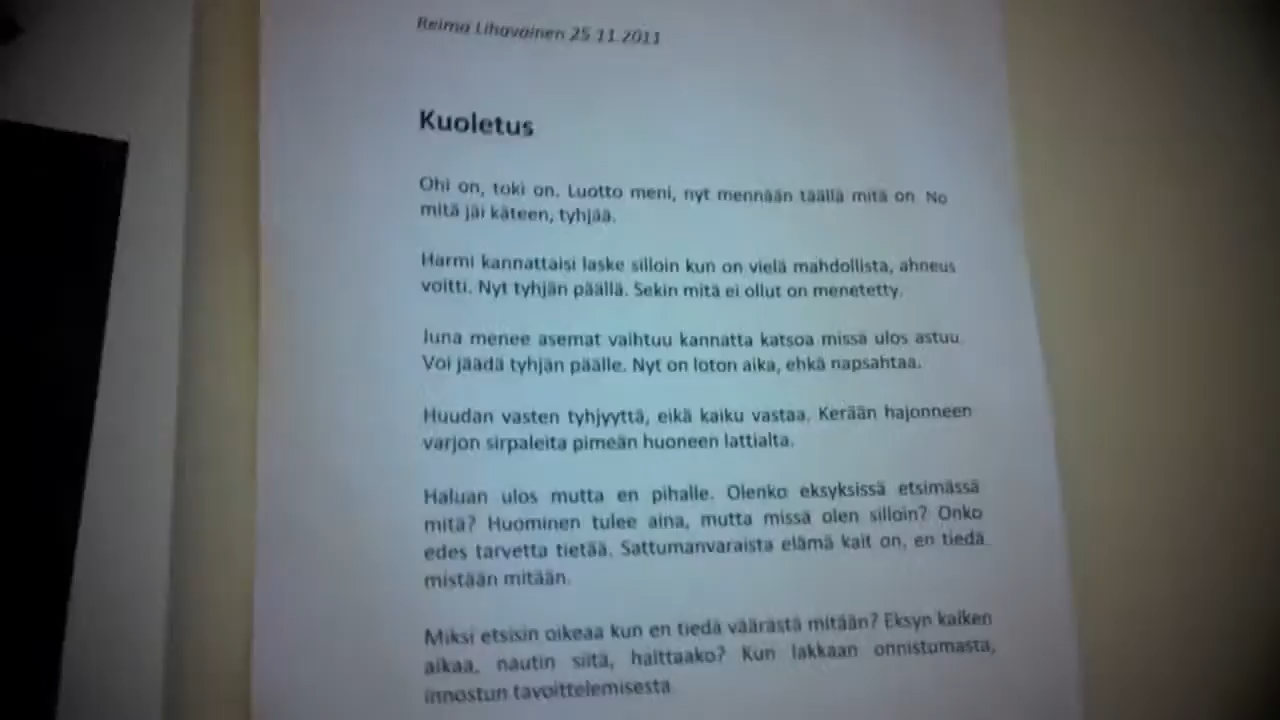 Reima Lihavainen 25 11 2011
Kuoletus
Ohi on, toki on. Luotto meni, nyt mennään täällä mitä on. No
mitä jäi käteen, tyhjää.
Harmi kannattaisi laske silloin kun on vielä mahdollista, ahneus
voitti. Nyt tyhjän päällä. Sekin mitä ei ollut on menetetty.
Juna menee asemat vaihtuu kannatta katsoa missä ulos astuu.
Voi jäädä tyhjän päälle. Nyt on loton aika, ehkä napsahtaa.
Huudan vasten tyhjyyttä, eikä kaiku vastaa. Kerään hajonneen
varjon sirpaleita pimeän huoneen lattialta.
Haluan ulos mutta en pihalle. Olenko eksyksissä etsimässä
mitä? Huominen tulee aina, mutta missä olen silloin? Onko
edes tarvetta tietää. Sattumanvaraista elämä kait on, en tiedä
mistään mitään.
Miksi etsisin oikeaa kun en tiedä väärästä mitään? Eksyn kaiken
aikaa, nautin siitä, haittaako? Kun lakkaan onnistumasta,
innostun tavoittelemisesta